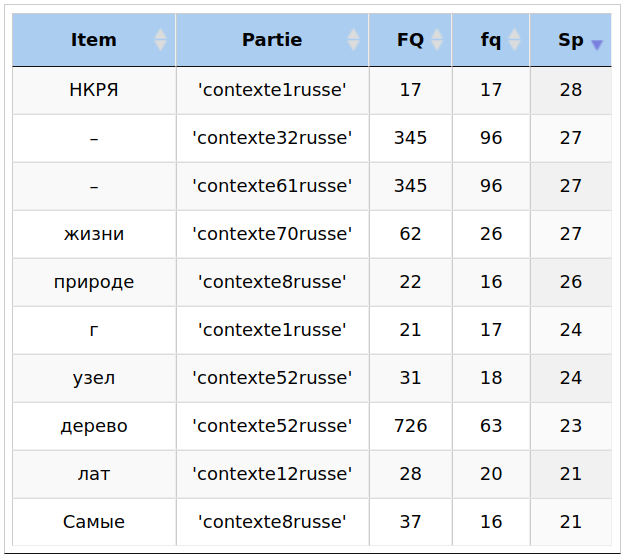 Item Partie FQ fq Sp
НКРЯ 'contexte1russe' 17 17 28
– 'contexte32russe' 345 96 27
– 'contexte61russe' 345 96 27
жизни 'contexte70russe' 62 26 27
природе 'contexte8russe' 22 16 26
г 'contexte1russe' 21 17 24
узел 'contexte52russe' 31 18 24
дерево 'contexte52russe' 726 63 23
лат 'contexte12russe' 28 20 21
Самые 'contexte8russe' 37 16 21